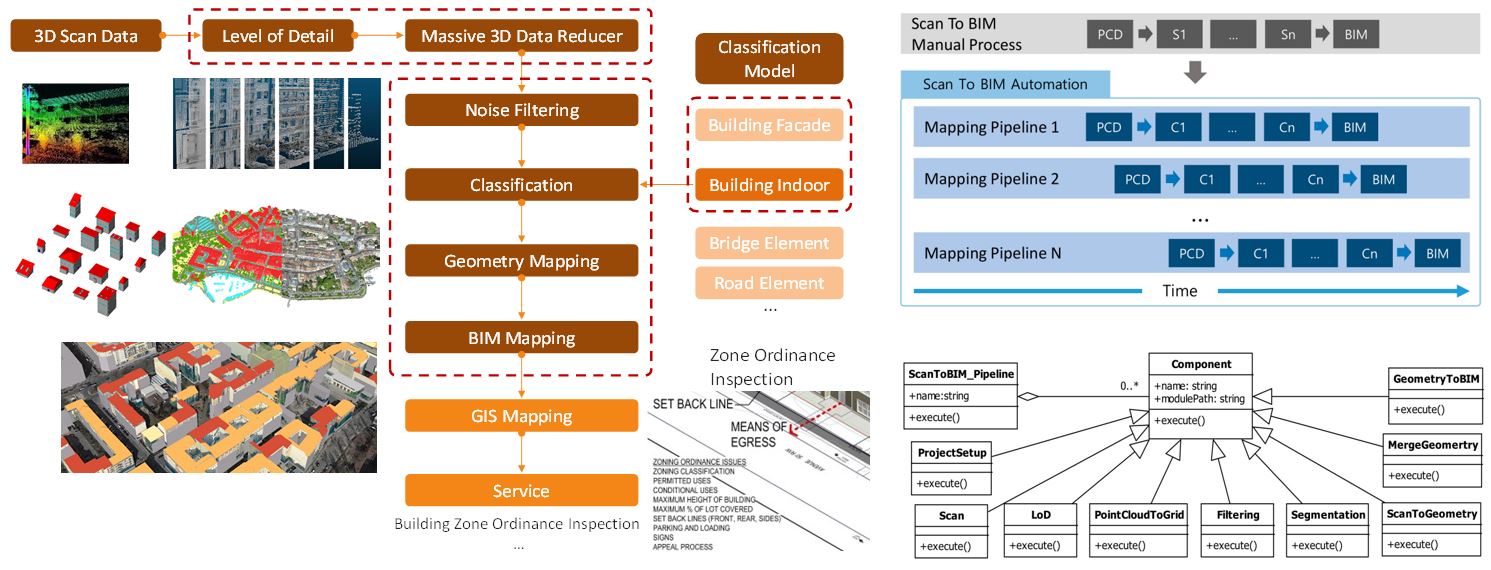 3D Scan Data
Level of Detail
Massive 3D Data Reducer
Noise Filtering
Classification
Geometry Mapping
BIM Mapping
GIS Mapping
Service
Building Zone Ordinance Inspection
...
Classification
Model
Building Facade
Building Indoor
Bridge Element
Road Element
...
Zone Ordinance
Inspection
SET BACK LINE
MEANS OF
EGRESS
AVENUE
ZONING ORDINANCE ISSUES
ZONING CLASSIFICATION
PERMITTED USES
CONDITIONAL USES
MAXIMUM HEIGHT OF BUILDING
MAXIMUM % OF LOT COVERED
SET BACK LINES (FRONT, REAR, SIDES)
PARKING AND LOADING
SIGNS
APPEAL PROCESS
Scan To BIM
Manual Process
PCD S1 ... Sn BIM
Scan To BIM Automation
Mapping Pipeline 1 PCD C1 ... Cn BIM
Mapping Pipeline 2 PCD C1 ... Cn BIM
...
Mapping Pipeline N PCD C1 ... Cn BIM
Time
ScanToBIM_Pipeline
+name:string
+execute()
0..*
Component
+name: string
+modulePath: string
+execute()
GeometryToBIM
+execute()
ProjectSetup
+execute()
MergeGeomertry
+execute()
Scan
+execute()
LoD
+execute()
PointCloudToGrid
+execute()
Filtering
+execute()
Segmentation
+execute()
ScanToGeometry
+execute()